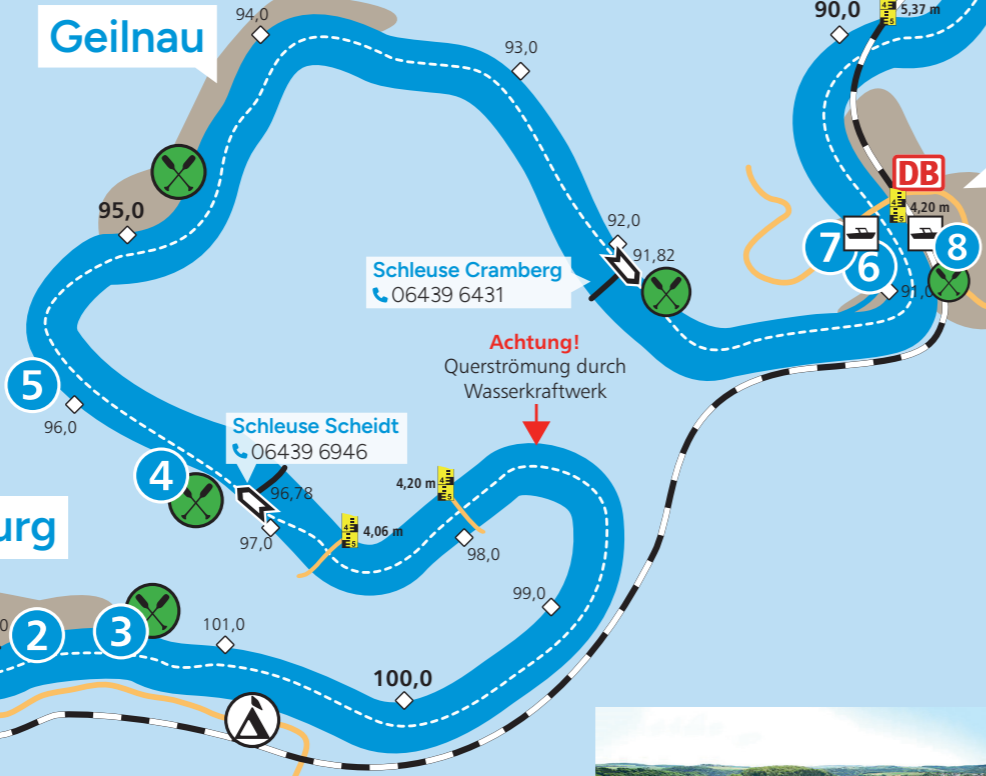 94,0
90,0
5,37 m
Geilnau
93,0
DB
95,0
4,20 m
92,0
7
8
91,82
6
Schleuse Cramberg
06439 6431
91,0
Achtung!
Querströmung durch
Wasserkraftwerk
5
96,0
Schleuse Scheidt
06439 6946
4
4,20 m
96,78
urg
4,06 m
97,0
98,0
99,0
2
3
101,0
100,0